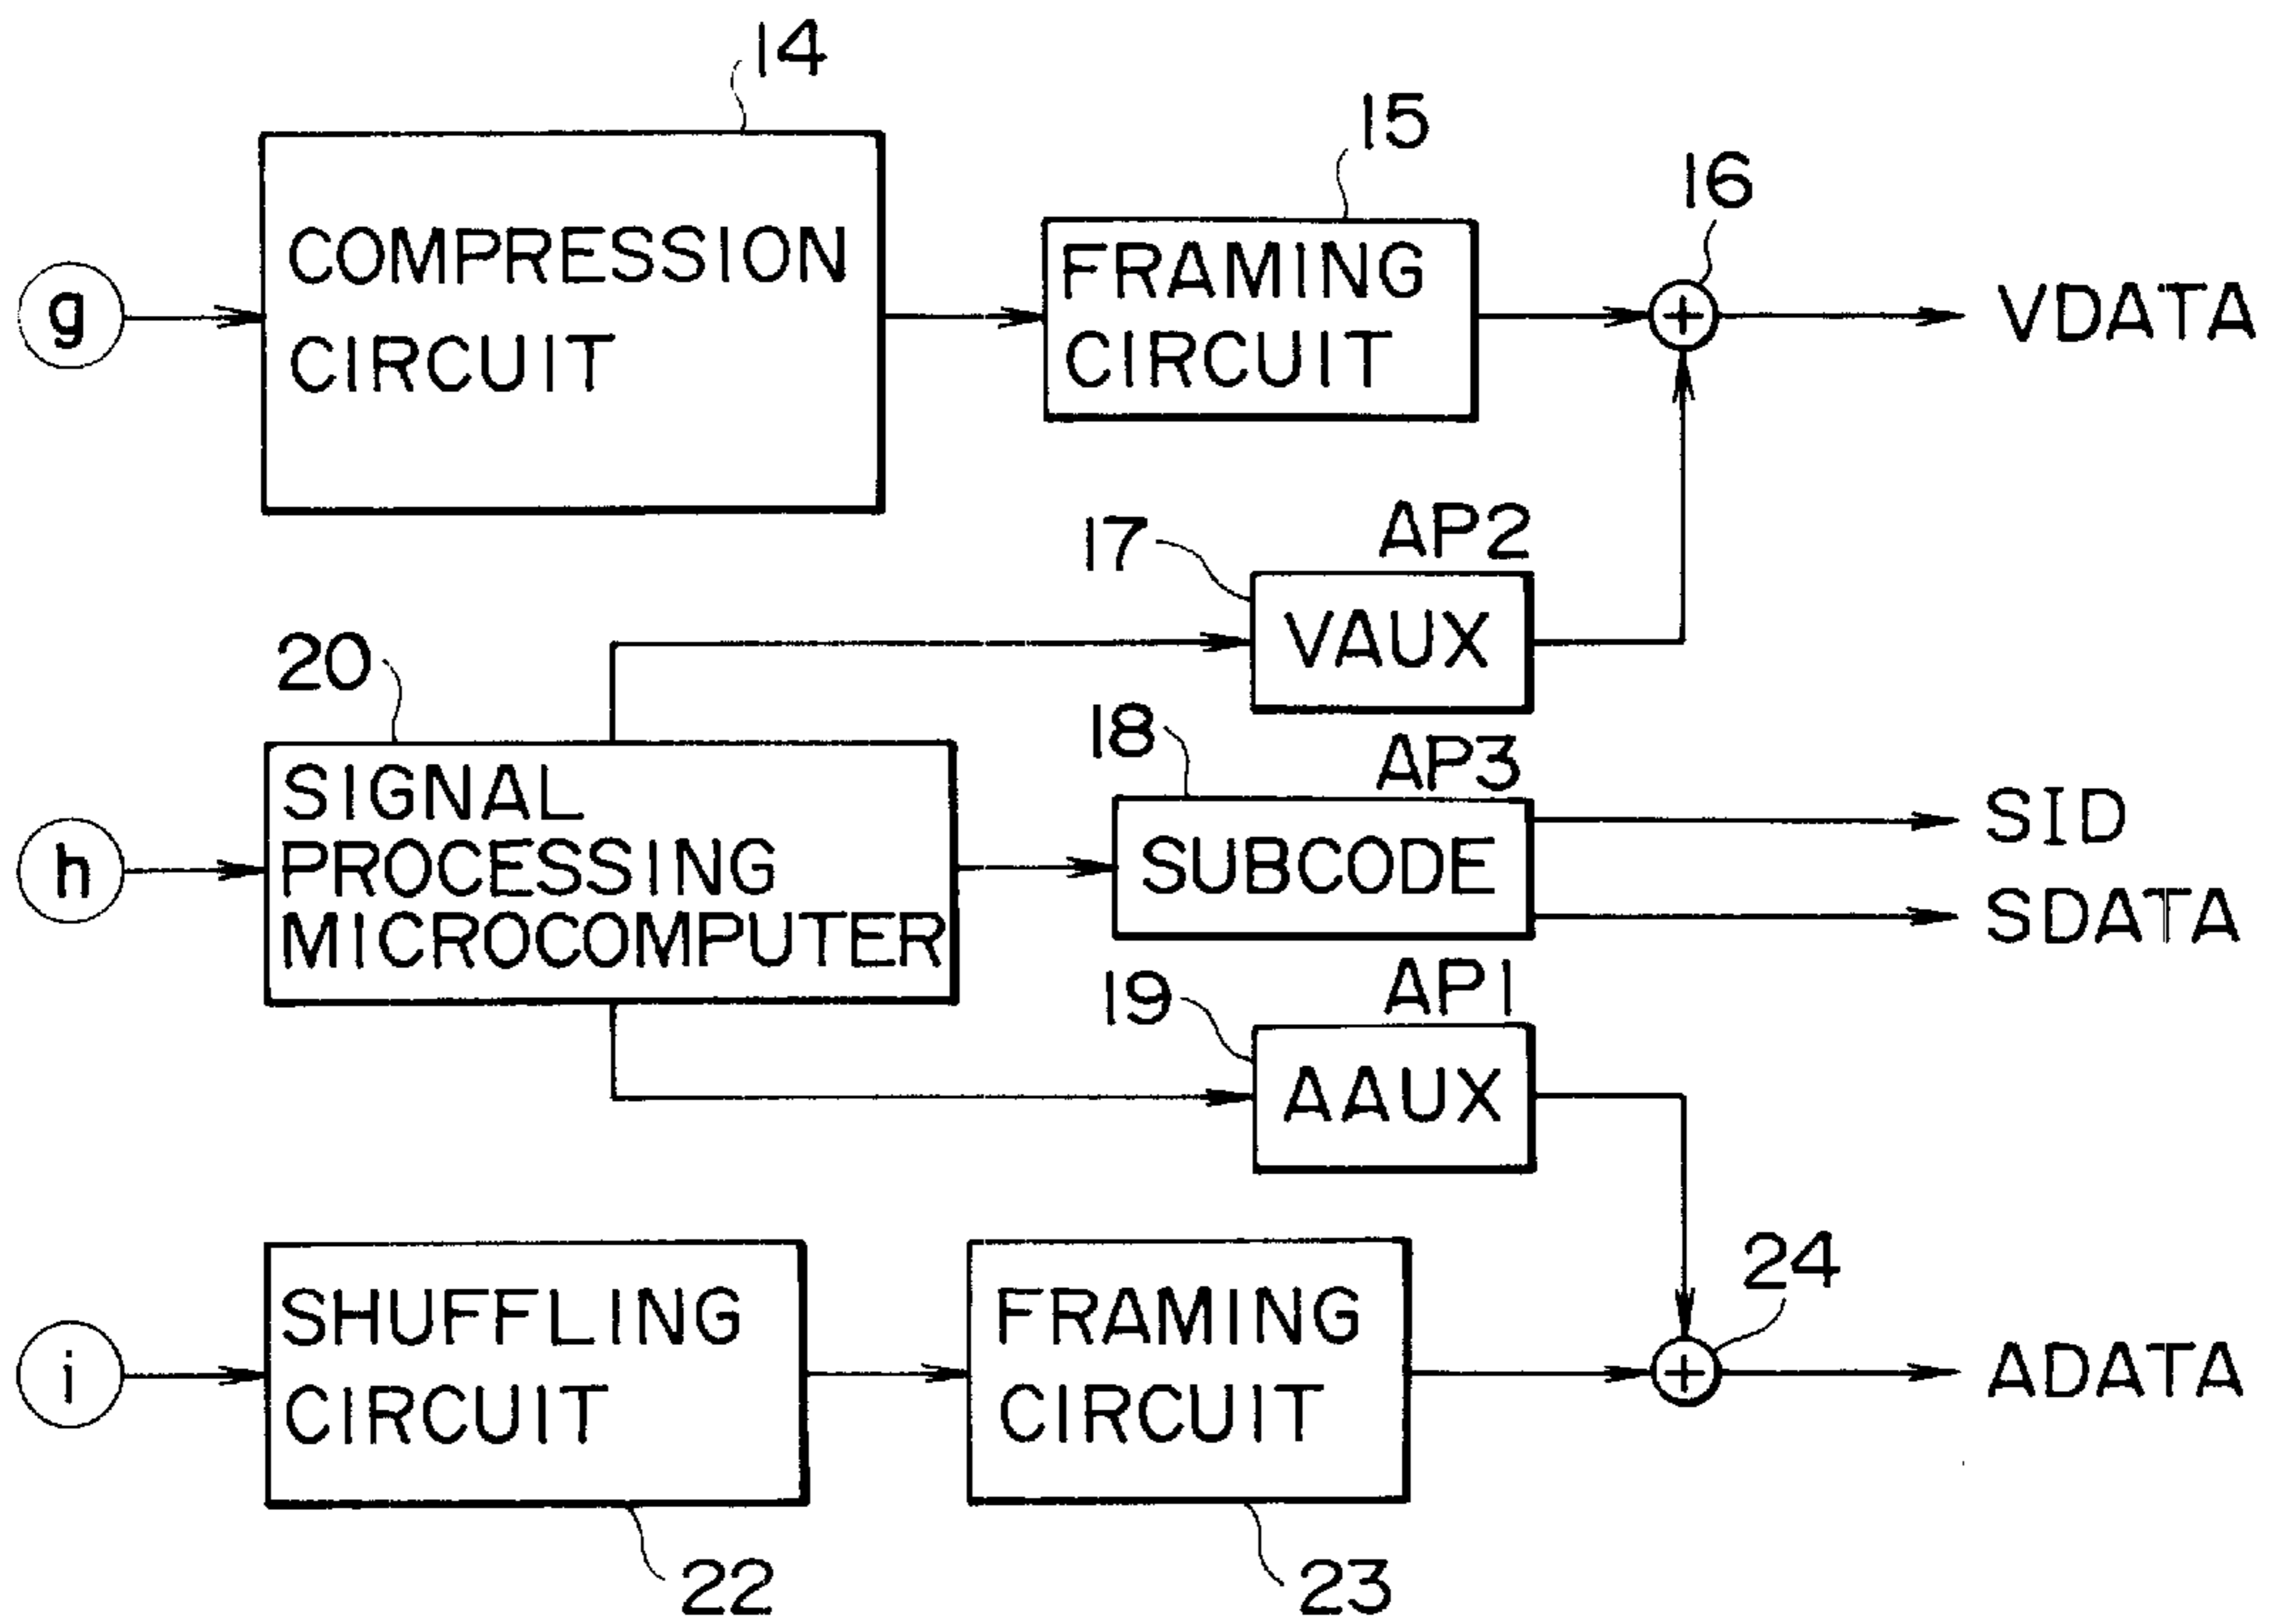 14
15
16
COMPRESSION
CIRCUIT
FRAMING
CIRCUIT
g
+
VDATA
17
AP2
VAUX
20
18
AP3
SIGNAL
PROCESSING
MICROCOMPUTER
h
SUBCODE
SID
SDATA
19
AP1
AAUX
24
SHUFFLING
CIRCUIT
FRAMING
CIRCUIT
i
+
ADATA
22
23